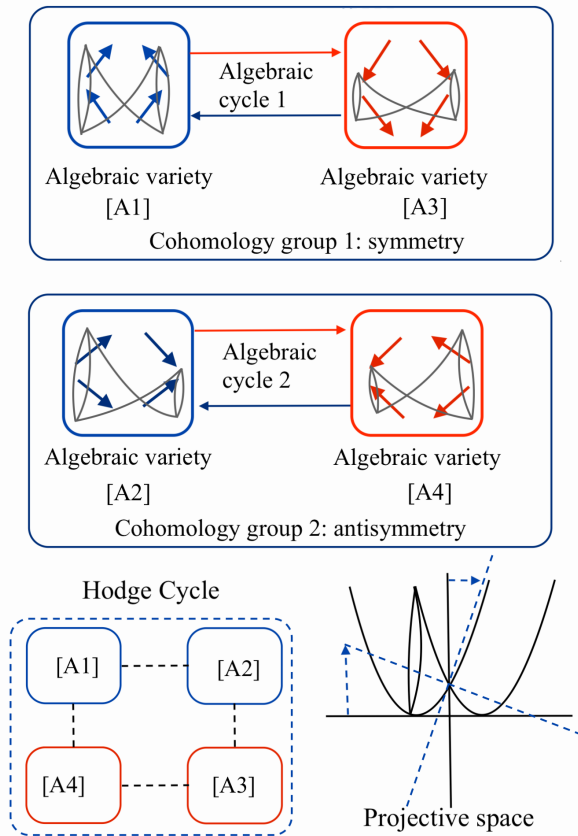 Algebraic
cycle 1
Algebraic variety
[A1]
Algebraic variety
[A3]
Cohomology group 1: symmetry
Algebraic
cycle 2
Algebraic variety
[A2]
Algebraic variety
[A4]
Cohomology group 2: antisymmetry
Hodge Cycle
[A1]
[A2]
[A4]
[A3]
Projective space